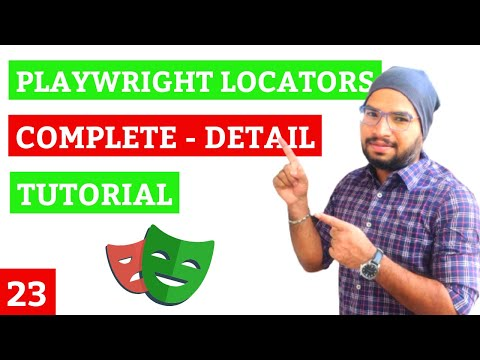 PLAYWRIGHT LOCATORS
COMPLETE - DETAIL
TUTORIAL
23